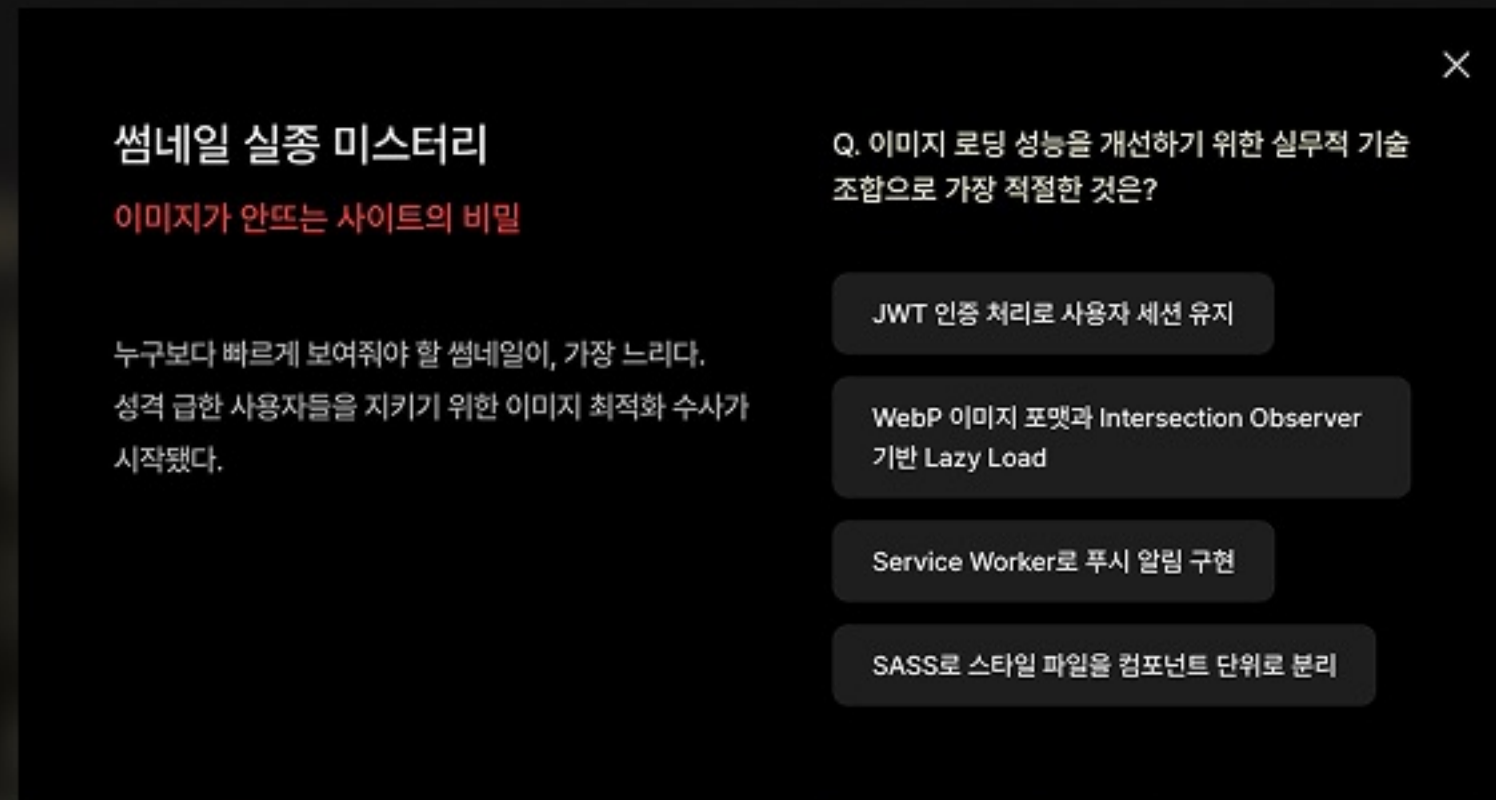 썸네일 실종 미스터리
이미지가 안뜨는 사이트의 비밀
누구보다 빠르게 보여줘야 할 썸네일이, 가장 느리다.
성격 급한 사용자들을 지키기 위한 이미지 최적화 수사가
시작됐다.
Q. 이미지 로딩 성능을 개선하기 위한 실무적 기술
조합으로 가장 적절한 것은?
JWT 인증 처리로 사용자 세션 유지
WebP 이미지 포맷과 Intersection Observer
기반 Lazy Load
Service Worker로 푸시 알림 구현
SASS로 스타일 파일을 컴포넌트 단위로 분리